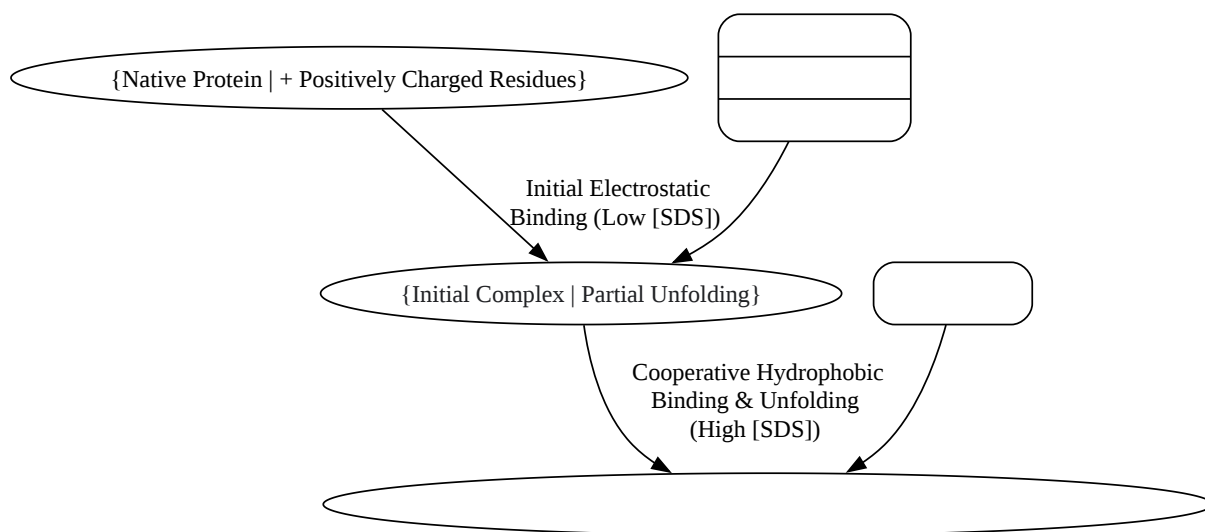 {Native Protein | + Positively Charged Residues}
Initial Electrostatic
Binding (Low [SDS])
{Initial Complex | Partial Unfolding}
Cooperative Hydrophobic
Binding & Unfolding
(High [SDS])